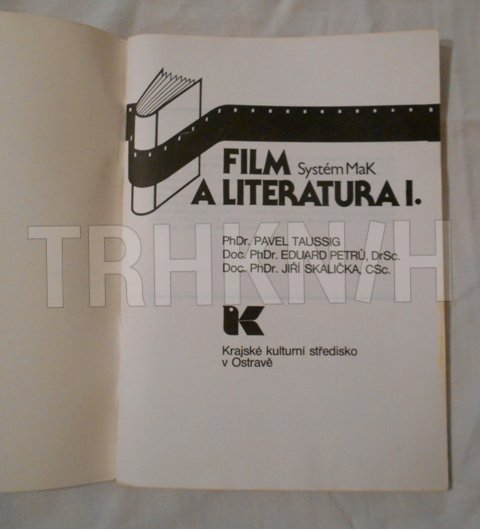 FILM Systém MaK
A LITERATURA I.
PhDr. PAVEL TAUSSIG
Doc. PhDr. EDUARD PETRŮ, DrSc.
Doc. PhDr. JIŘÍ SKALIČKA, CSc.
TRHKNIH
K
Krajské kulturní středisko
v Ostravě